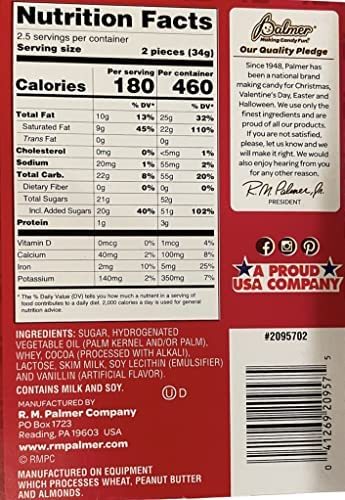 Nutrition Facts
2.5 servings per container
Serving size 2 pieces (34g)
Per serving Per container
Calories 180 460
% DV* % DV*
Total Fat 10g 13% 25g 32%
Saturated Fat 9g 45% 22g 110%
Trans Fat 0g 0g
Cholesterol 0mg 0% <5mg 1%
Sodium 20mg 1% 55mg 2%
Total Carb. 22g 8% 55g 20%
Dietary Fiber 0g 0% 0g 0%
Total Sugars 21g 52g
Incl. Added Sugars 20g 40% 51g 102%
Protein 1g 3g
Vitamin D 0mcg 0% 1mcg 4%
Calcium 40mg 2% 100mg 8%
Iron 2mg 10% 5mg 25%
Potassium 140mg 2% 350mg 7%
* The % Daily Value (DV) tells you how much a nutrient in a serving of
food contributes to a daily diet. 2,000 calories a day is used for general
nutrition advice.
INGREDIENTS: SUGAR, HYDROGENATED
VEGETABLE OIL (PALM KERNEL AND/OR PALM),
WHEY, COCOA (PROCESSED WITH ALKALI),
LACTOSE, SKIM MILK, SOY LECITHIN (EMULSIFIER)
AND VANILLIN (ARTIFICIAL FLAVOR).
CONTAINS MILK AND SOY.
MANUFACTURED BY
R. M. Palmer Company
PO Box 1723
Reading, PA 19603 USA
www.rmpalmer.com
© RMPC
MANUFACTURED ON EQUIPMENT
WHICH PROCESSES WHEAT, PEANUT BUTTER
AND ALMONDS.
U D
Palmer
Making Candy Fun
Our Quality Pledge
Since 1948, Palmer has
been a national brand
making candy for Christmas,
Valentine's Day, Easter and
Halloween. We use only the
finest ingredients and are
proud of all our products.
If you are not satisfied,
please, let us know and we
will make it right. We would
also enjoy hearing from you
for any other reason.
R.M. Palmer, Jr.
PRESIDENT
A PROUD
USA COMPANY
#2095702
0 41269 20957 5